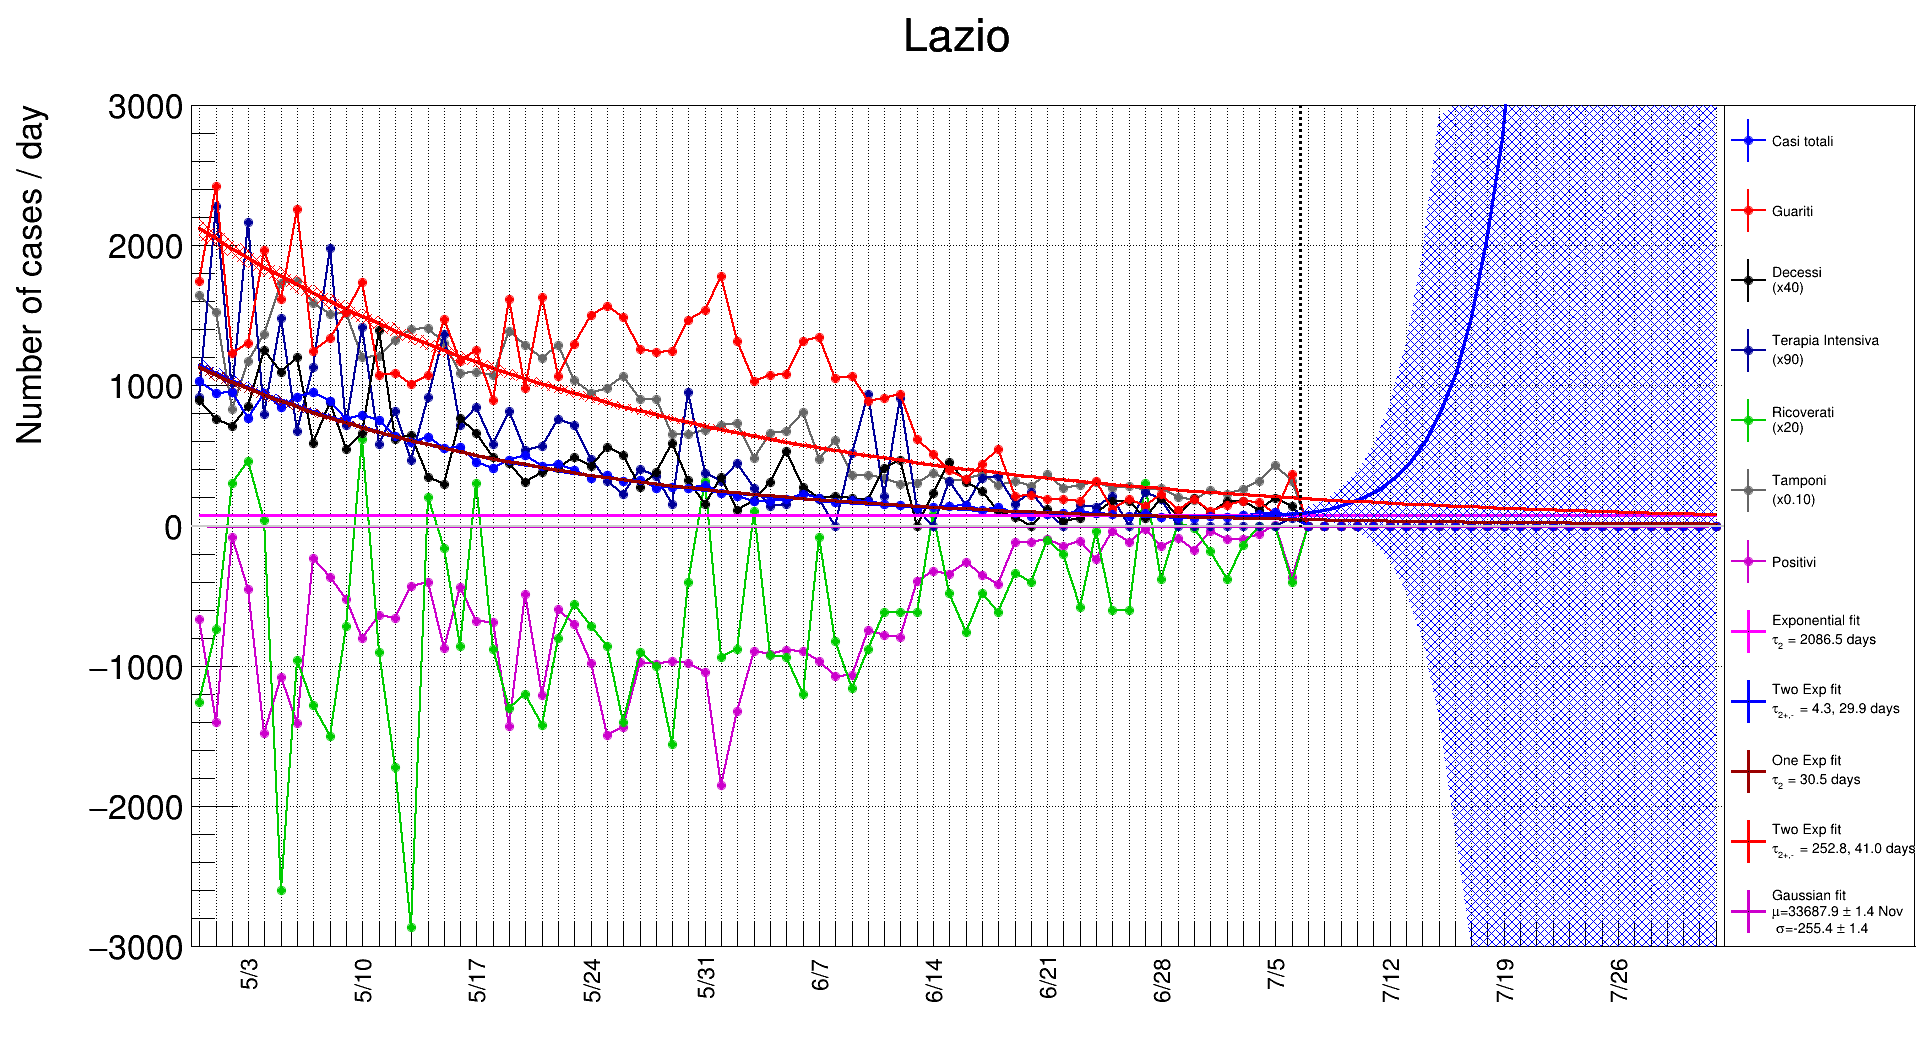 Lazio
Number of cases / day
3000
2000
1000
0
−1000
−2000
−3000
5/3
5/10
5/17
5/24
5/31
6/7
6/14
6/21
6/28
7/5
7/12
7/19
7/26
Casi totali
Guariti
Decessi
(x40)
Terapia Intensiva
(x90)
Ricoverati
(x20)
Tamponi
(x0.10)
Positivi
Exponential fit
τ2 = 2086.5 days
Two Exp fit
τ2+,- = 4.3, 29.9 days
One Exp fit
τ2 = 30.5 days
Two Exp fit
τ2+,- = 252.8, 41.0 days
Gaussian fit
μ=33687.9 ± 1.4 Nov
σ=-255.4 ± 1.4